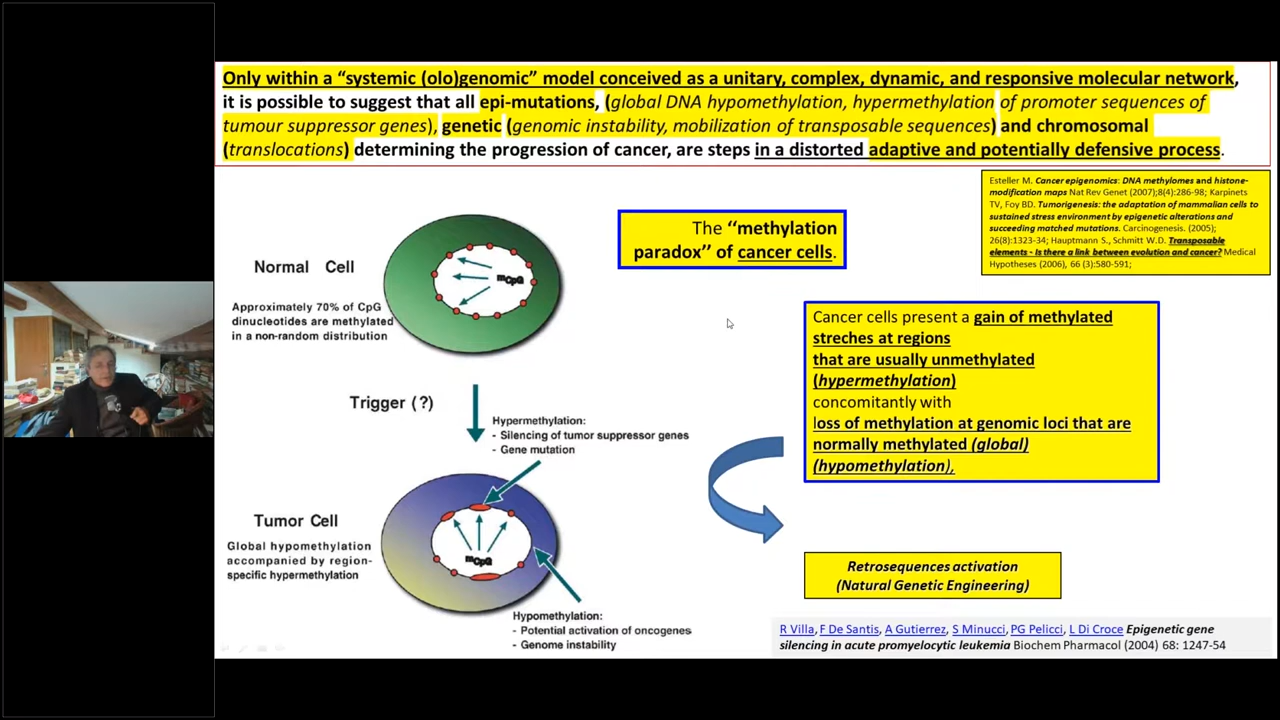 Only within a “systemic (olo)genomic” model conceived as a unitary, complex, dynamic, and responsive molecular network,
it is possible to suggest that all epi-mutations, (global DNA hypomethylation, hypermethylation of promoter sequences of
tumour suppressor genes), genetic (genomic instability, mobilization of transposable sequences) and chromosomal
(translocations) determining the progression of cancer, are steps in a distorted adaptive and potentially defensive process.
Esteller M. Cancer epigenomics: DNA methylomes and histone-
modification maps Nat Rev Genet (2007);8(4):286-98; Karpinets
TV, Foy BD. Tumorigenesis: the adaptation of mammalian cells to
sustained stress environment by epigenetic alterations and
succeeding matched mutations. Carcinogenesis. (2005);
26(8):1323-34; Hauptmann S., Schmitt W.D. Transposable
elements - Is there a link between evolution and cancer? Medical
Hypotheses (2006), 66 (3):580-591;
The “methylation
paradox” of cancer cells.
Normal Cell
Approximately 70% of CpG
dinucleotides are methylated
in a non-random distribution
mCpG
Trigger (?)
Hypermethylation:
- Silencing of tumor suppressor genes
- Gene mutation
Cancer cells present a gain of methylated
streches at regions
that are usually unmethylated
(hypermethylation)
concomitantly with
loss of methylation at genomic loci that are
normally methylated (global)
(hypomethylation),
Tumor Cell
Global hypomethylation
accompanied by region-
specific hypermethylation
mCpG
Hypomethylation:
- Potential activation of oncogenes
- Genome instability
Retrosequences activation
(Natural Genetic Engineering)
R Villa, F De Santis, A Gutierrez, S Minucci, PG Pelicci, L Di Croce Epigenetic gene
silencing in acute promyelocytic leukemia Biochem Pharmacol (2004) 68: 1247-54